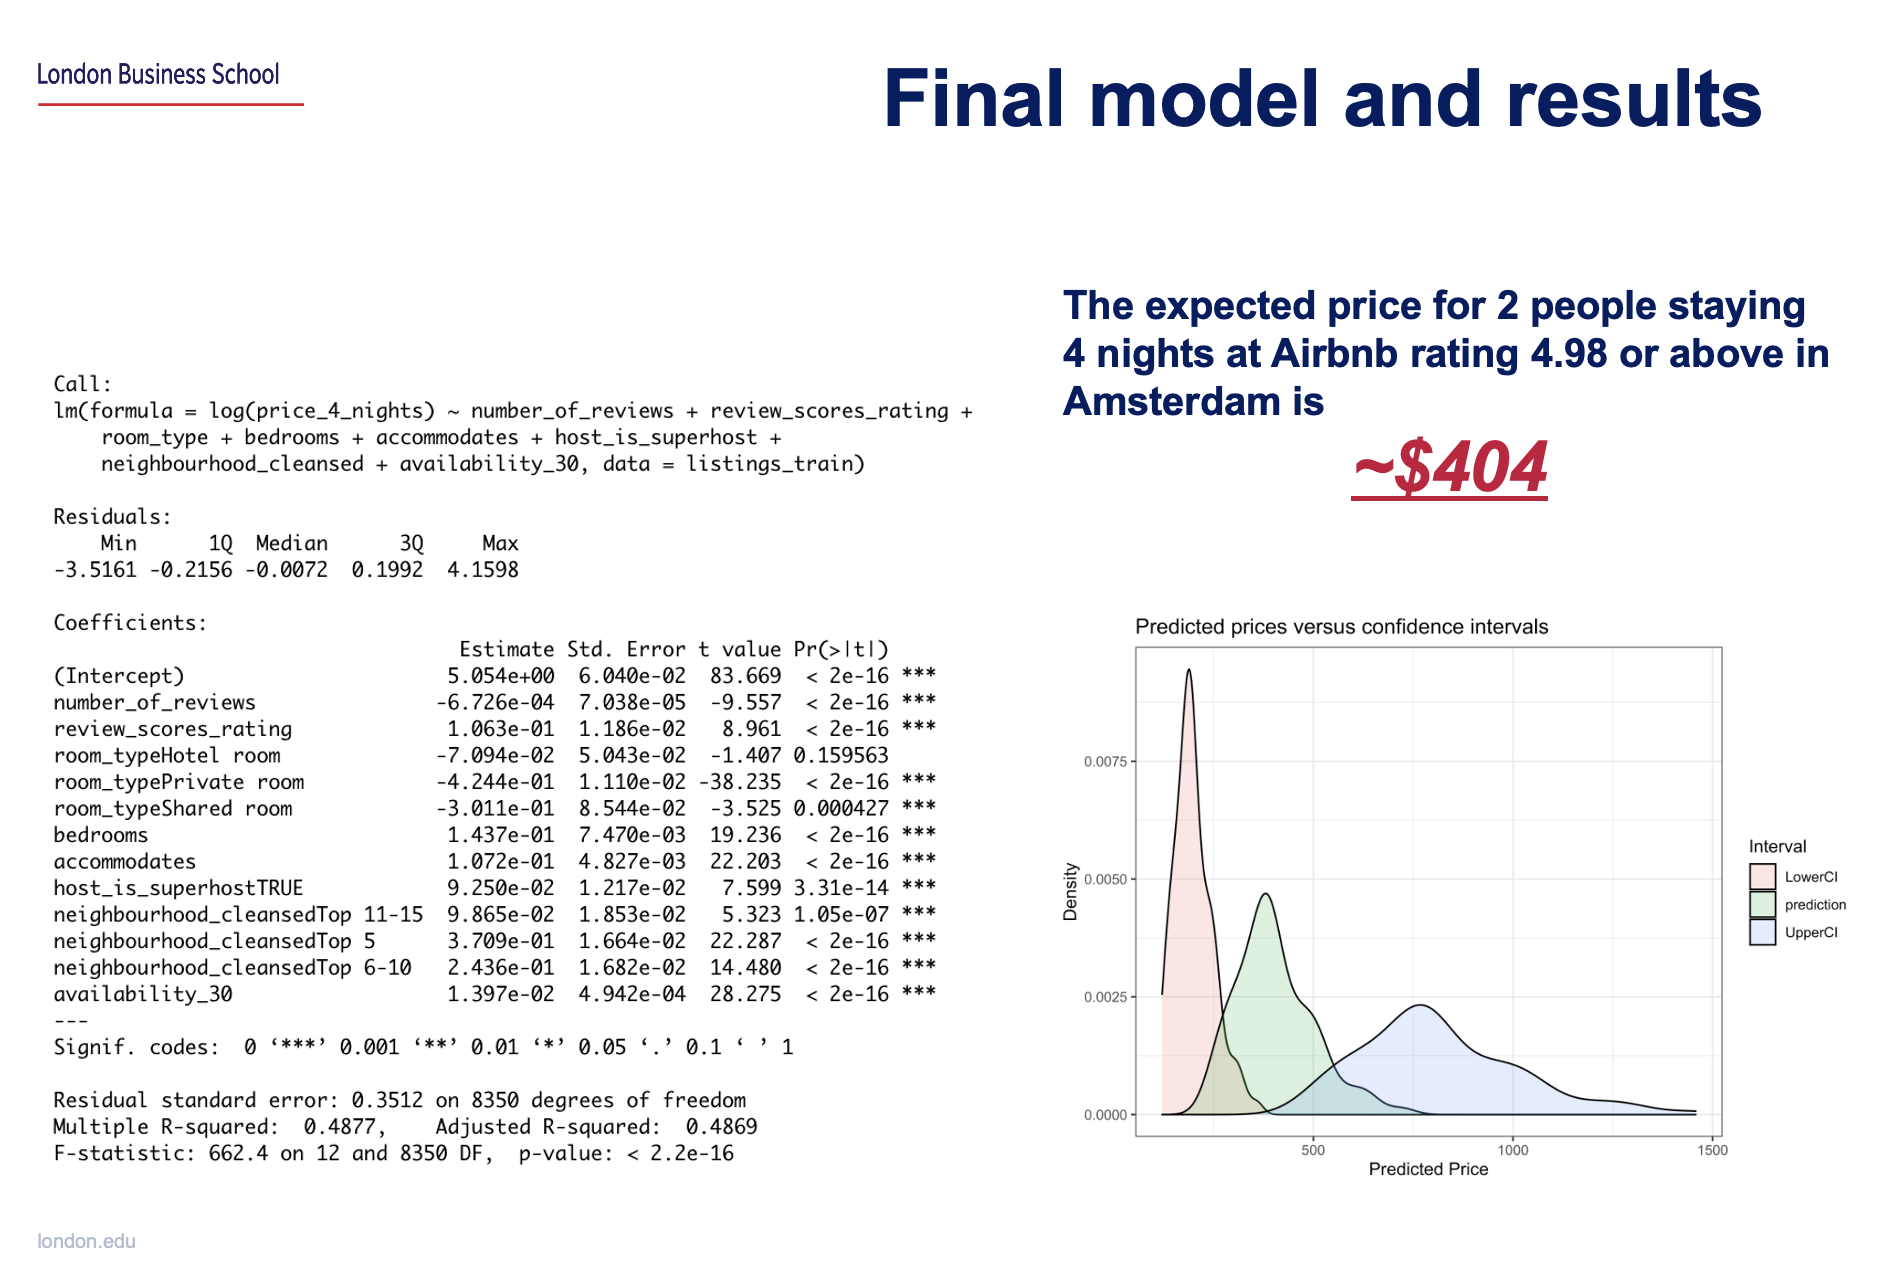 London Business School
Final model and results
The expected price for 2 people staying
4 nights at Airbnb rating 4.98 or above in
Amsterdam is
~$404
Call:
lm(formula = log(price_4_nights) ~ number_of_reviews + review_scores_rating +
    room_type + bedrooms + accommodates + host_is_superhost +
    neighbourhood_cleansed + availability_30, data = listings_train)
Residuals:
    Min      1Q  Median      3Q     Max
-3.5161 -0.2156 -0.0072  0.1992  4.1598
Coefficients:
                                  Estimate Std. Error t value Pr(>|t|)
(Intercept)                      5.054e+00  6.040e-02  83.669  < 2e-16 ***
number_of_reviews               -6.726e-04  7.038e-05  -9.557  < 2e-16 ***
review_scores_rating             1.063e-01  1.186e-02   8.961  < 2e-16 ***
room_typeHotel room             -7.094e-02  5.043e-02  -1.407 0.159563
room_typePrivate room           -4.244e-01  1.110e-02 -38.235  < 2e-16 ***
room_typeShared room            -3.011e-01  8.544e-02  -3.525 0.000427 ***
bedrooms                         1.437e-01  7.470e-03  19.236  < 2e-16 ***
accommodates                     1.072e-01  4.827e-03  22.203  < 2e-16 ***
host_is_superhostTRUE            9.250e-02  1.217e-02   7.599 3.31e-14 ***
neighbourhood_cleansedTop 11-15  9.865e-02  1.853e-02   5.323 1.05e-07 ***
neighbourhood_cleansedTop 5      3.709e-01  1.664e-02  22.287  < 2e-16 ***
neighbourhood_cleansedTop 6-10   2.436e-01  1.682e-02  14.480  < 2e-16 ***
availability_30                  1.397e-02  4.942e-04  28.275  < 2e-16 ***
---
Signif. codes:  0 ‘***’ 0.001 ‘**’ 0.01 ‘*’ 0.05 ‘.’ 0.1 ‘ ’ 1
Residual standard error: 0.3512 on 8350 degrees of freedom
Multiple R-squared:  0.4877,    Adjusted R-squared:  0.4869
F-statistic: 662.4 on 12 and 8350 DF,  p-value: < 2.2e-16
Predicted prices versus confidence intervals
0.0075
0.0050
0.0025
0.0000
Density
500 1000 1500
Predicted Price
Interval
LowerCI
prediction
UpperCI
london.edu